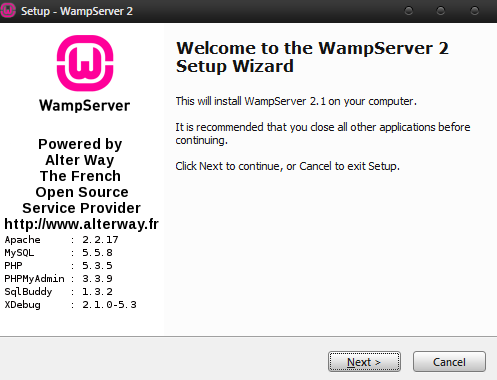 Setup - WampServer 2
WampServer
Powered by
Alter Way
The French
Open Source
Service Provider
http://www.alterway.fr
Apache : 2.2.17
MySQL : 5.5.8
PHP : 5.3.5
PHPMyAdmin : 3.3.9
SqlBuddy : 1.3.2
XDebug : 2.1.0-5.3
Welcome to the WampServer 2
Setup Wizard
This will install WampServer 2.1 on your computer.
It is recommended that you close all other applications before
continuing.
Click Next to continue, or Cancel to exit Setup.
Next >
Cancel